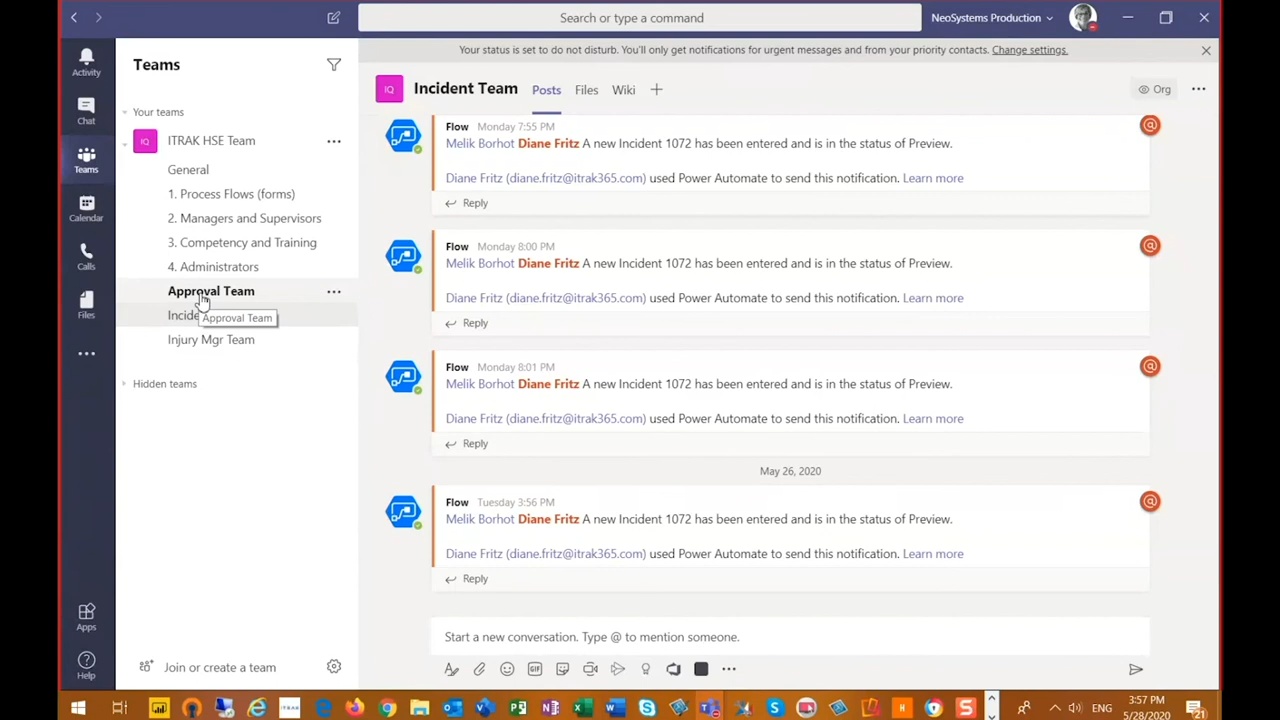 Search or type a command
NeoSystems Production
Activity
Chat
Teams
Calendar
Calls
Files
Apps
Help
Teams
Your teams
IQ
ITRAK HSE Team
General
1. Process Flows (forms)
2. Managers and Supervisors
3. Competency and Training
4. Administrators
Approval Team
Incide
Approval Team
Injury Mgr Team
Hidden teams
Join or create a team
Your status is set to do not disturb. You'll only get notifications for urgent messages and from your priority contacts. Change settings.
IQ
Incident Team
Posts
Files
Wiki
Org
Flow Monday 7:55 PM
Melik Borhot Diane Fritz A new Incident 1072 has been entered and is in the status of Preview.
Diane Fritz (diane.fritz@itrak365.com) used Power Automate to send this notification. Learn more
Reply
Flow Monday 8:00 PM
Melik Borhot Diane Fritz A new Incident 1072 has been entered and is in the status of Preview.
Diane Fritz (diane.fritz@itrak365.com) used Power Automate to send this notification. Learn more
Reply
Flow Monday 8:01 PM
Melik Borhot Diane Fritz A new Incident 1072 has been entered and is in the status of Preview.
Diane Fritz (diane.fritz@itrak365.com) used Power Automate to send this notification. Learn more
Reply
May 26, 2020
Flow Tuesday 3:56 PM
Melik Borhot Diane Fritz A new Incident 1072 has been entered and is in the status of Preview.
Diane Fritz (diane.fritz@itrak365.com) used Power Automate to send this notification. Learn more
Reply
Start a new conversation. Type @ to mention someone.
GIF
ENG
3:57 PM
5/28/2020
21